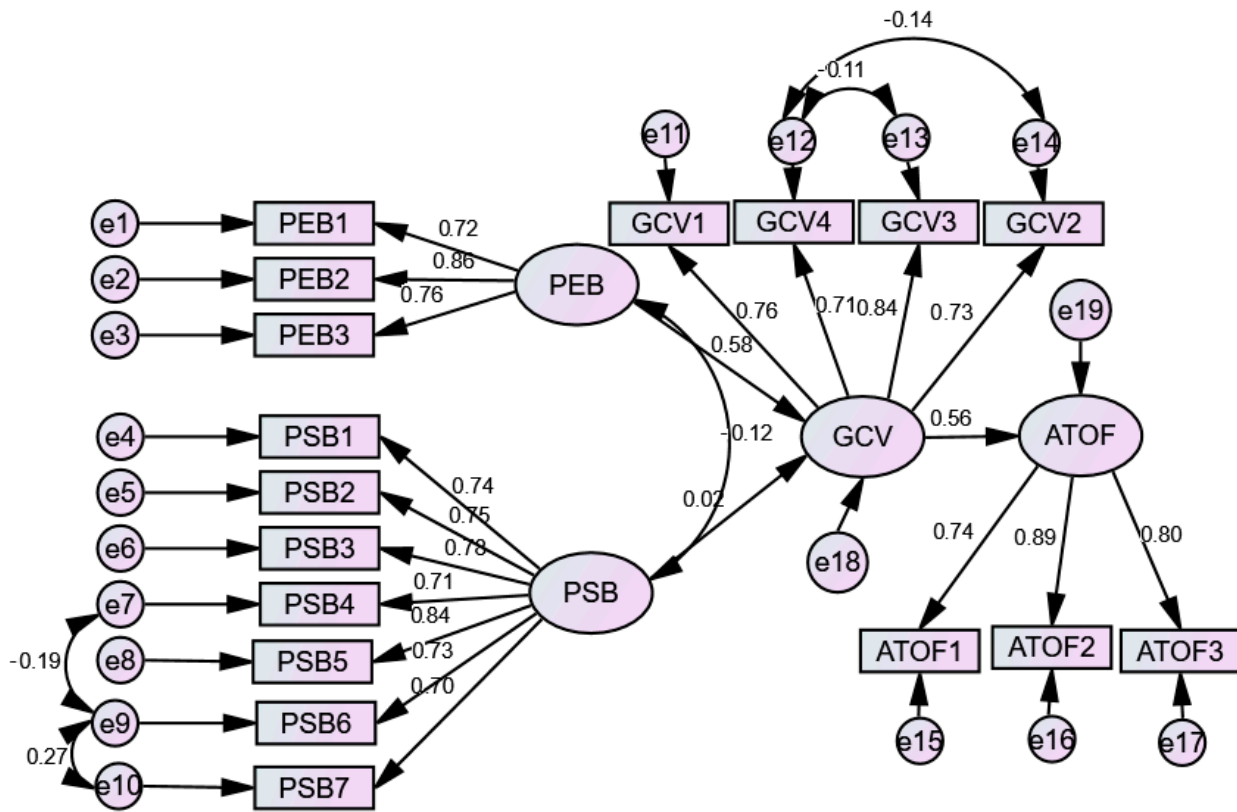 -0.14
-0.11
e11
e12
e13
e14
GCV1
GCV4
GCV3
GCV2
e1
PEB1
0.72
e2
PEB2
0.86
e3
PEB3
0.76
PEB
0.76
0.71
0.84
0.73
e19
0.58
-0.12
GCV
0.56
ATOF
e4
PSB1
0.74
e5
PSB2
0.75
e6
PSB3
0.78
e7
PSB4
0.71
e8
PSB5
0.84
e9
PSB6
0.73
e10
PSB7
0.70
-0.19
0.27
PSB
0.02
e18
0.74
0.89
0.80
ATOF1
ATOF2
ATOF3
e15
e16
e17